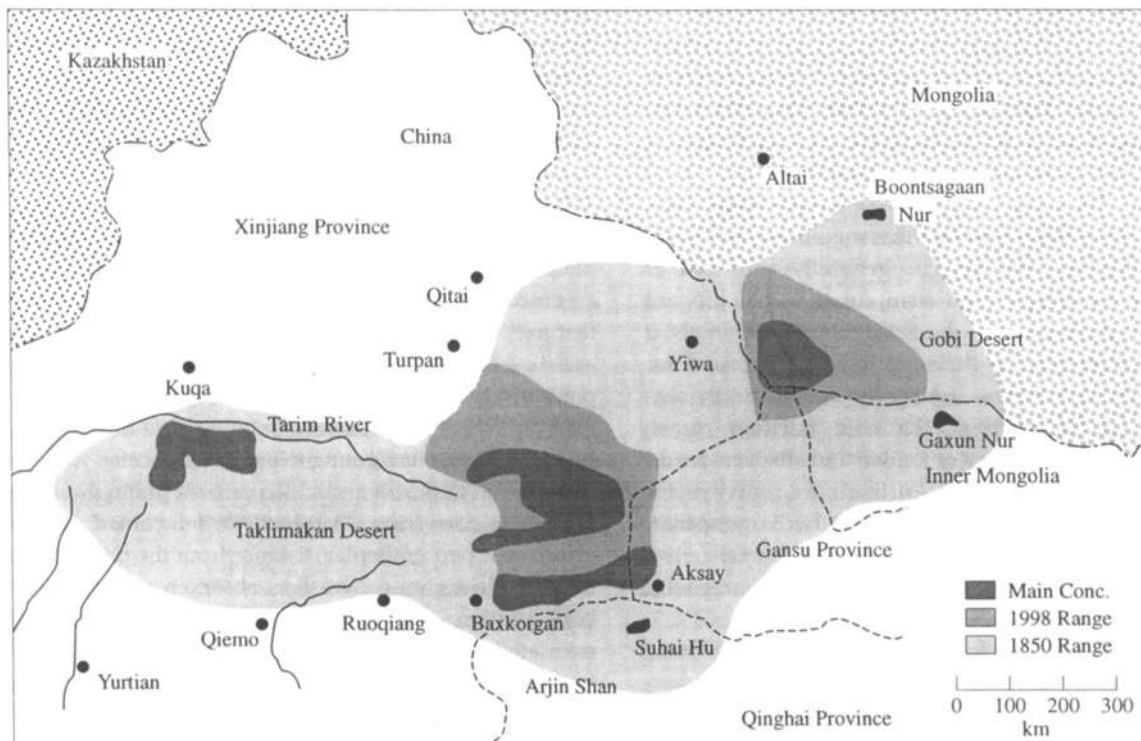 Kazakhstan
Mongolia
China
Altai
Boontsagaan
Nur
Xinjiang Province
Qitai
Turpan
Yiwa
Gobi Desert
Kuqa
Tarim River
Gaxun Nur
Inner Mongolia
Taklimakan Desert
Gansu Province
Aksay
Main Conc.
1998 Range
1850 Range
Ruoqiang
Baxkorgan
Qiemo
Suhai Hu
Yurtian
Arjin Shan
Qinghai Province
0 100 200 300
km